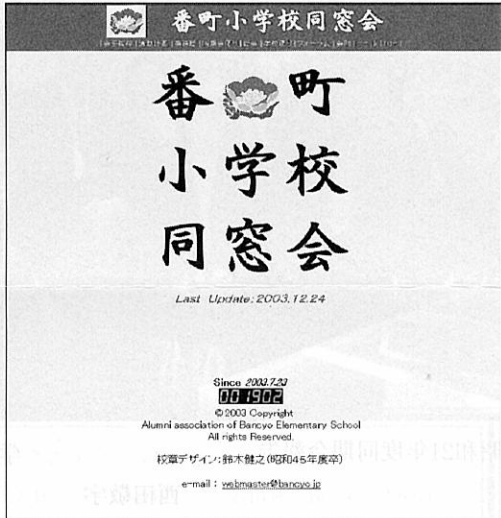 番町小学校同窓会
番 町
小 学 校
同 窓 会
Last Update:2003.12.24
Since 2003.7.23
001902
©2003 Copyright
Alumni association of Bancyo Elementary School
All rights Reserved.
校章デザイン:鈴木健之(昭和45年度卒)
e-mail : webmaster@bancyo.jp